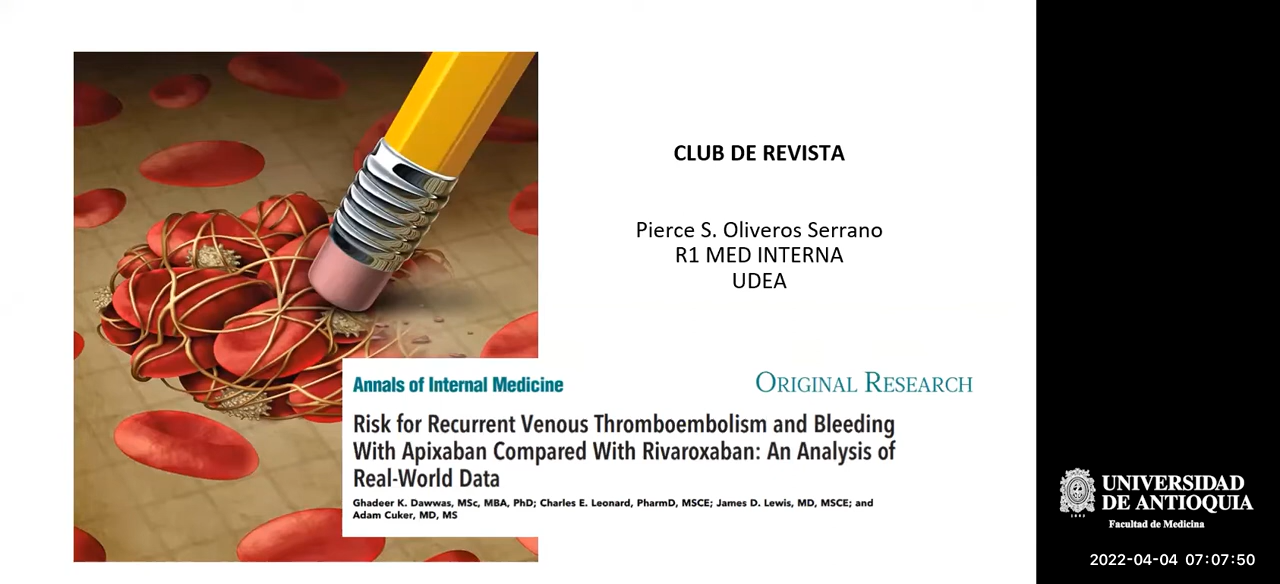 CLUB DE REVISTA
Pierce S. Oliveros Serrano
R1 MED INTERNA
UDEA
Annals of Internal Medicine
ORIGINAL RESEARCH
Risk for Recurrent Venous Thromboembolism and Bleeding
With Apixaban Compared With Rivaroxaban: An Analysis of
Real-World Data
Ghadeer K. Dawwas, MSc, MBA, PhD; Charles E. Leonard, PharmD, MSCE; James D. Lewis, MD, MSCE; and
Adam Cuker, MD, MS
UNIVERSIDAD
DE ANTIOQUIA
1803
Facultad de Medicina
2022-04-04 07:07:50